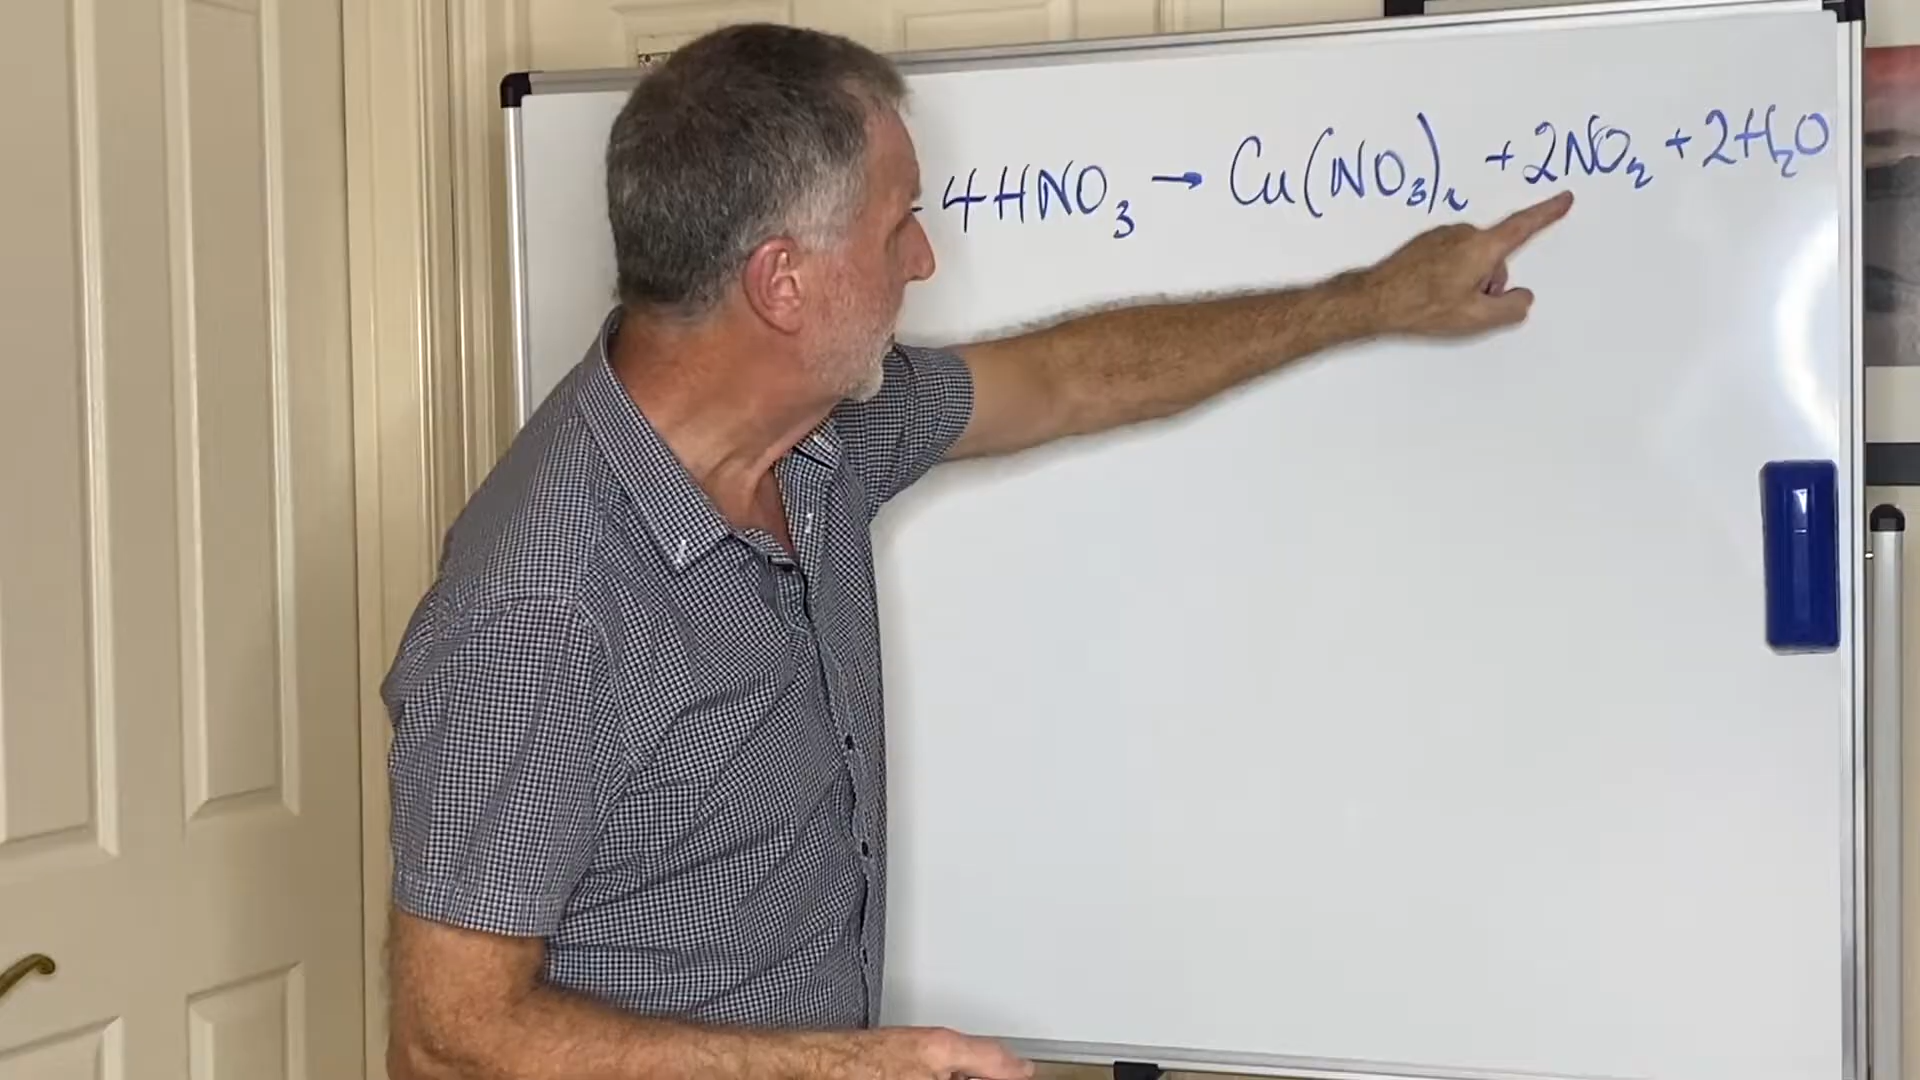 4HNO₃ → Cu(NO₃)₂ + 2NO₂ + 2H₂O